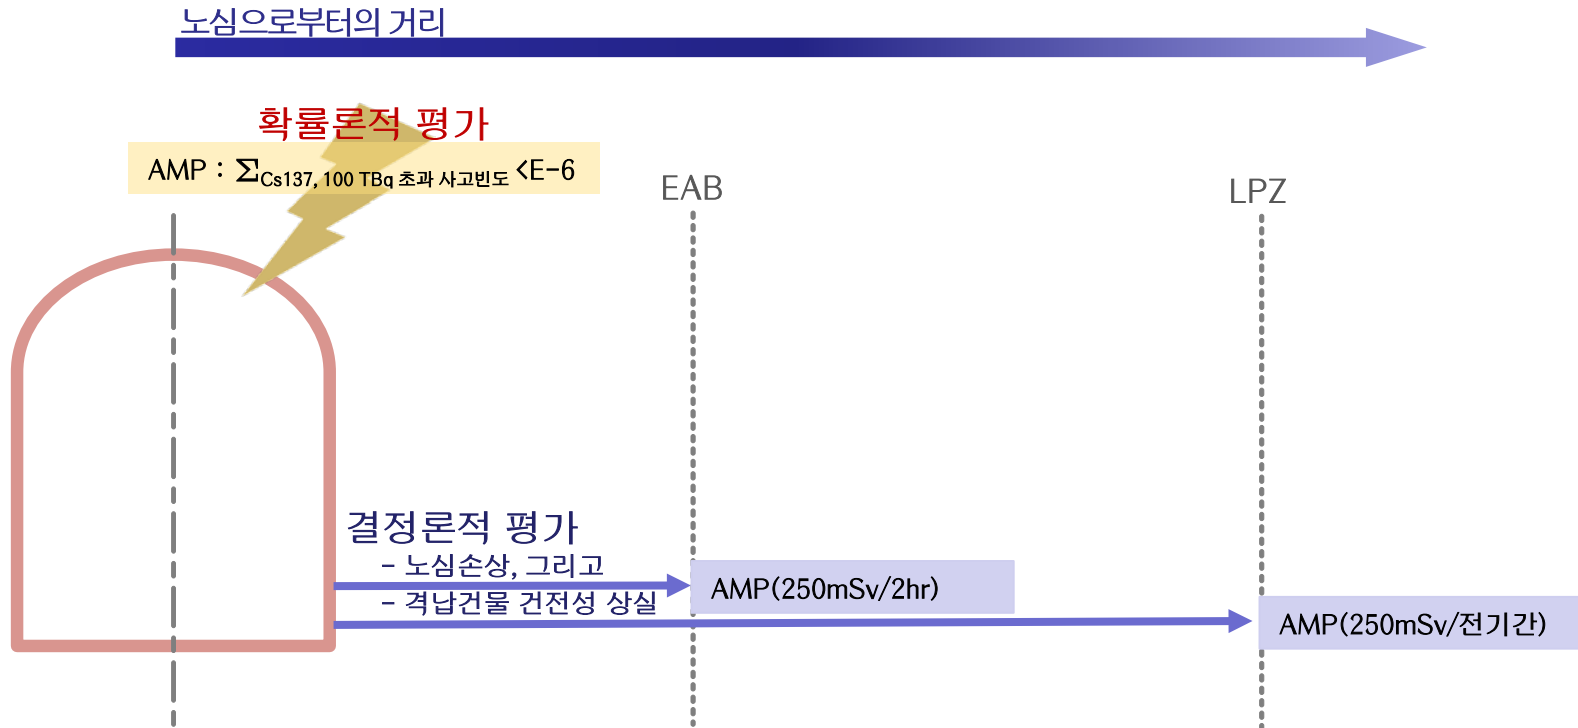 노심으로부터의 거리
확률론적 평가
AMP : ΣCs137, 100 TBq 초과 사고빈도 <E-6
EAB
LPZ
결정론적 평가
- 노심손상, 그리고
- 격납건물 건전성 상실
AMP(250mSv/2hr)
AMP(250mSv/전기간)